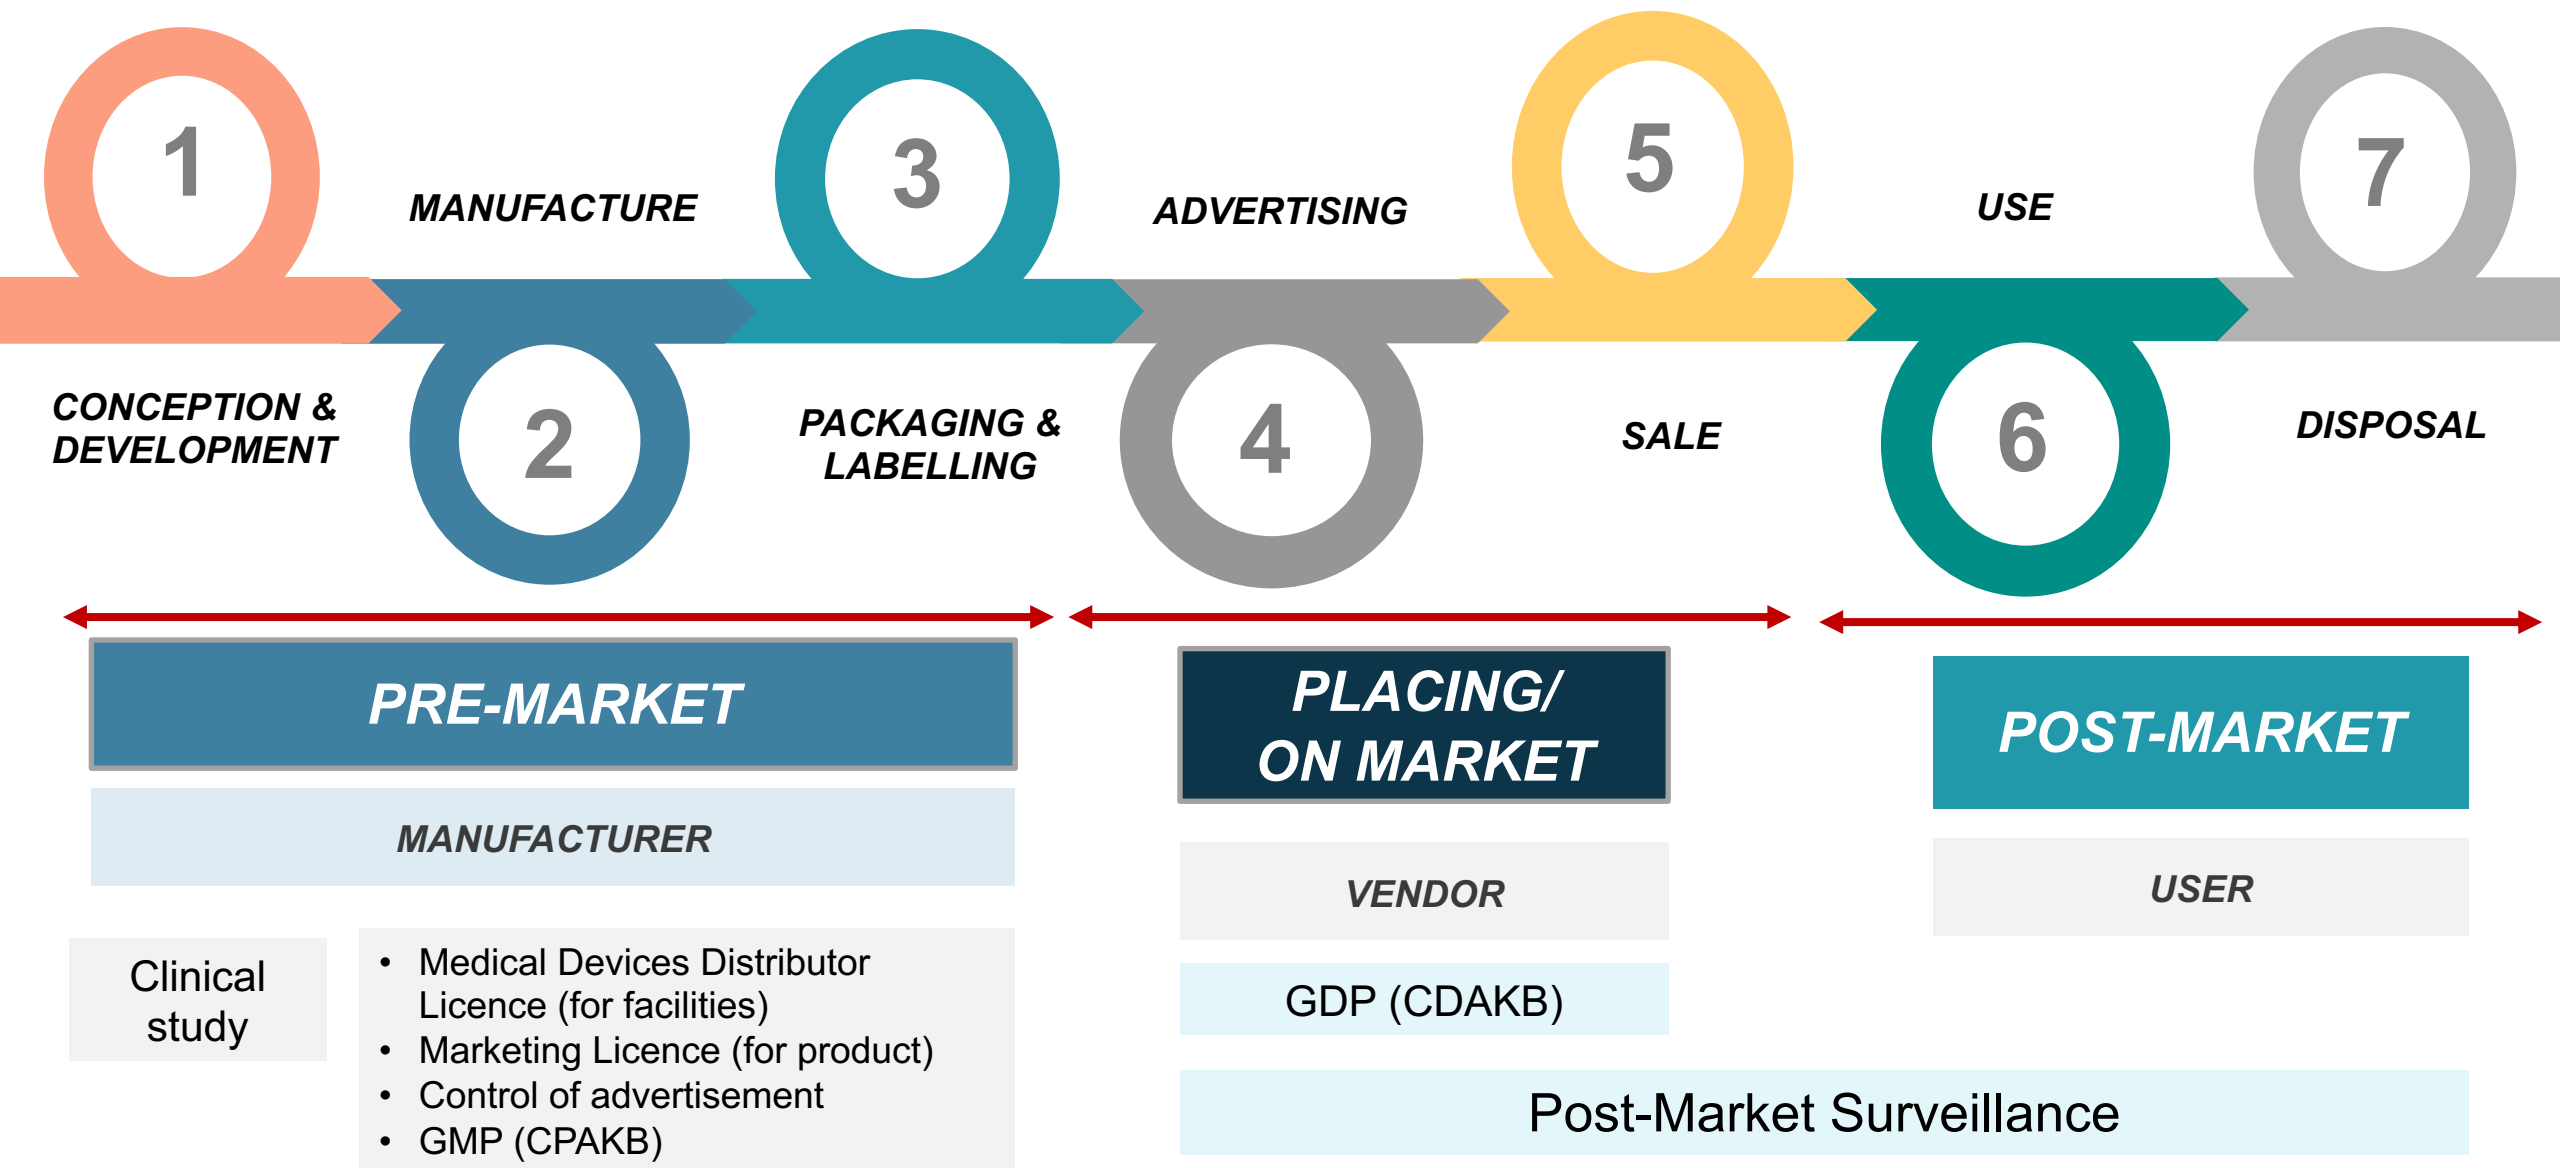 1
MANUFACTURE
3
ADVERTISING
5
USE
7
CONCEPTION &
DEVELOPMENT
2
PACKAGING &
LABELLING
4
SALE
6
DISPOSAL
PRE-MARKET
PLACING/
ON MARKET
POST-MARKET
MANUFACTURER
VENDOR
USER
Clinical
study
• Medical Devices Distributor
Licence (for facilities)
• Marketing Licence (for product)
• Control of advertisement
• GMP (CPAKB)
GDP (CDAKB)
Post-Market Surveillance